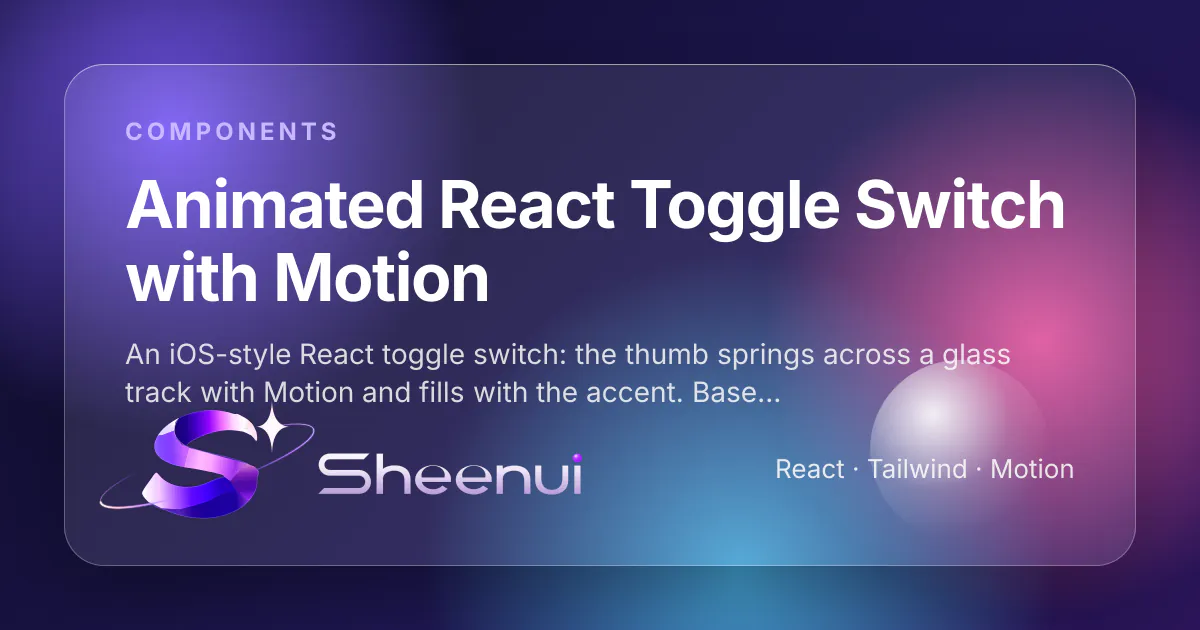 COMPONENTS
Animated React Toggle Switch
with Motion
An iOS-style React toggle switch: the thumb springs across a glass
track with Motion and fills with the accent. Base...
Sheenui
React · Tailwind · Motion